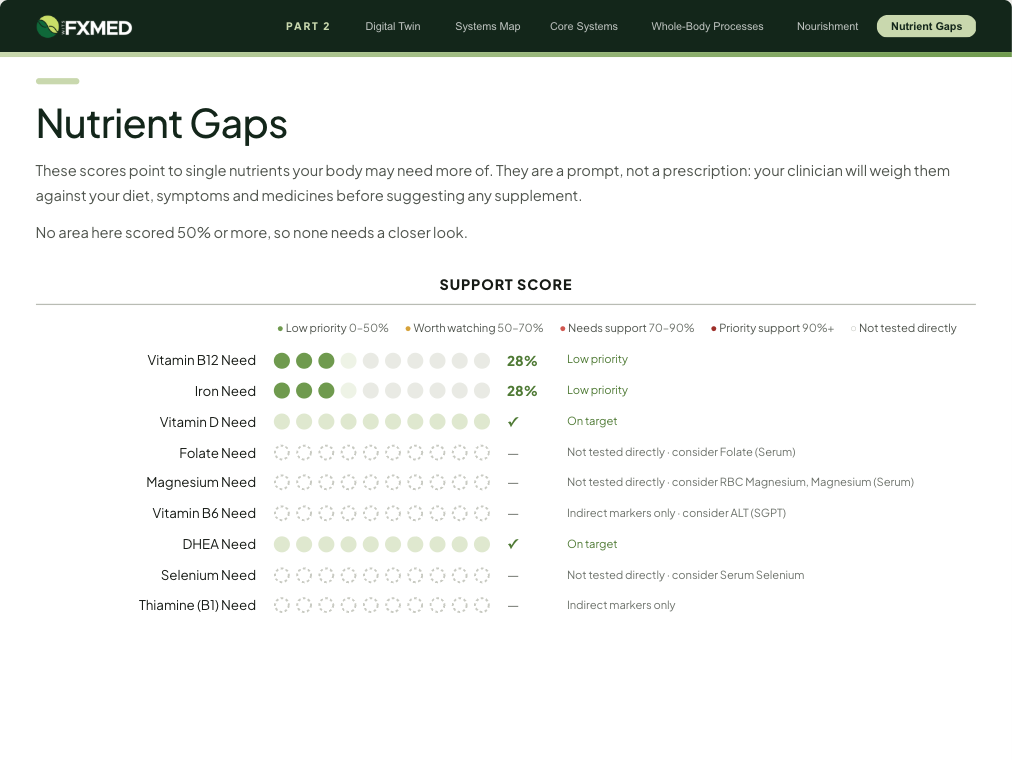 FXMED
PART 2
Digital Twin
Systems Map
Core Systems
Whole-Body Processes
Nourishment
Nutrient Gaps
Nutrient Gaps
These scores point to single nutrients your body may need more of. They are a prompt, not a prescription: your clinician will weigh them
against your diet, symptoms and medicines before suggesting any supplement.
No area here scored 50% or more, so none needs a closer look.
SUPPORT SCORE
Low priority 0–50% Worth watching 50–70% Needs support 70–90% Priority support 90%+ Not tested directly
Vitamin B12 Need 28% Low priority
Iron Need 28% Low priority
Vitamin D Need ✓ On target
Folate Need — Not tested directly · consider Folate (Serum)
Magnesium Need — Not tested directly · consider RBC Magnesium, Magnesium (Serum)
Vitamin B6 Need — Indirect markers only · consider ALT (SGPT)
DHEA Need ✓ On target
Selenium Need — Not tested directly · consider Serum Selenium
Thiamine (B1) Need — Indirect markers only